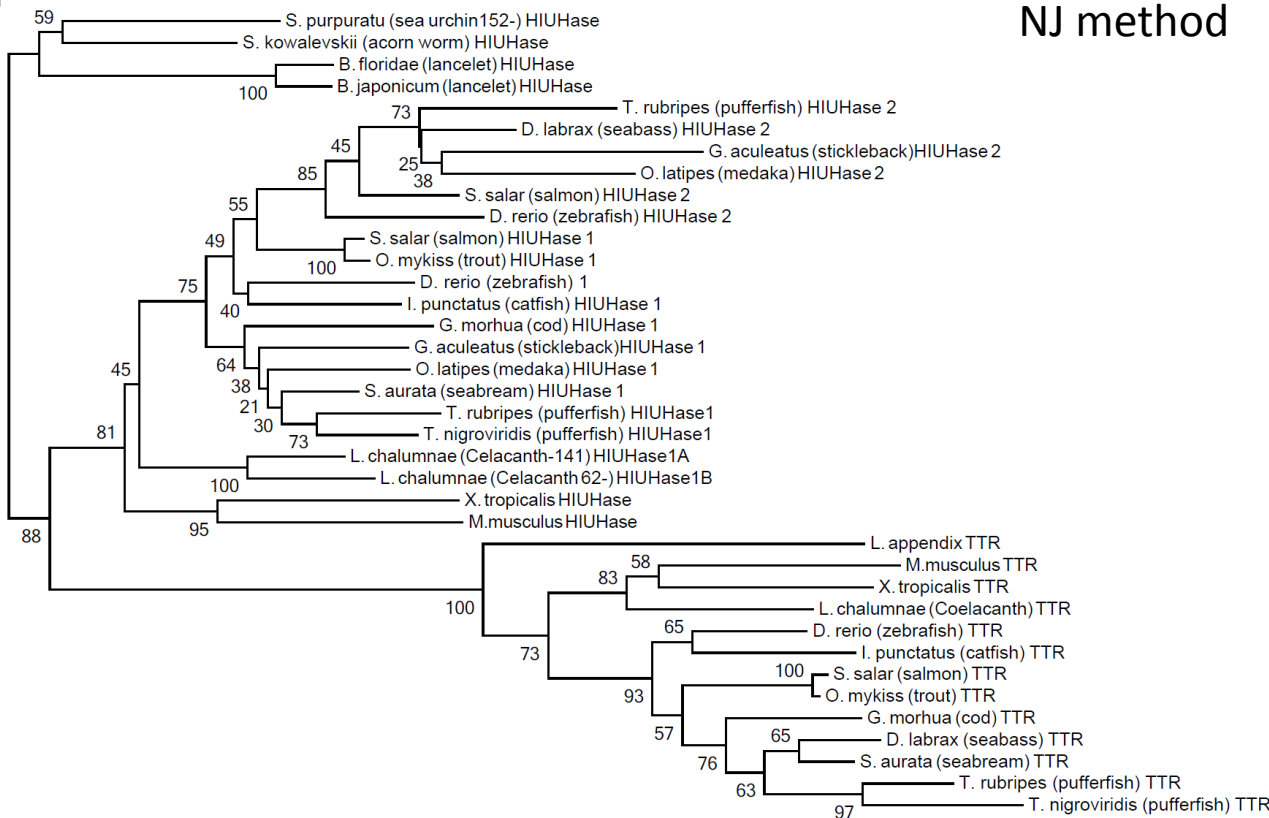 NJ method
59
S. purpuratu (sea urchin152-) HIUHase
S. kowalevskii (acorn worm) HIUHase
B. floridae (lancelet) HIUHase
100
B. japonicum (lancelet) HIUHase
73
T. rubripes (pufferfish) HIUHase 2
D. labrax (seabass) HIUHase 2
45
25
G. aculeatus (stickleback)HIUHase 2
38
O. latipes (medaka) HIUHase 2
85
S. salar (salmon) HIUHase 2
55
D. rerio (zebrafish) HIUHase 2
49
S. salar (salmon) HIUHase 1
100
O. mykiss (trout) HIUHase 1
75
D. rerio (zebrafish) 1
40
I. punctatus (catfish) HIUHase 1
G. morhua (cod) HIUHase 1
64
G. aculeatus (stickleback)HIUHase 1
45
38
O. latipes (medaka) HIUHase 1
21
S. aurata (seabream) HIUHase 1
30
T. rubripes (pufferfish) HIUHase1
81
73
T. nigroviridis (pufferfish) HIUHase1
L. chalumnae (Celacanth-141) HIUHase1A
100
L. chalumnae (Celacanth 62-) HIUHase1B
X. tropicalis HIUHase
88
95
M.musculus HIUHase
L. appendix TTR
58
M.musculus TTR
83
X. tropicalis TTR
100
L. chalumnae (Coelacanth) TTR
65
D. rerio (zebrafish) TTR
73
I. punctatus (catfish) TTR
100
S. salar (salmon) TTR
93
O. mykiss (trout) TTR
57
G. morhua (cod) TTR
65
D. labrax (seabass) TTR
76
S. aurata (seabream) TTR
63
T. rubripes (pufferfish) TTR
97
T. nigroviridis (pufferfish) TTR